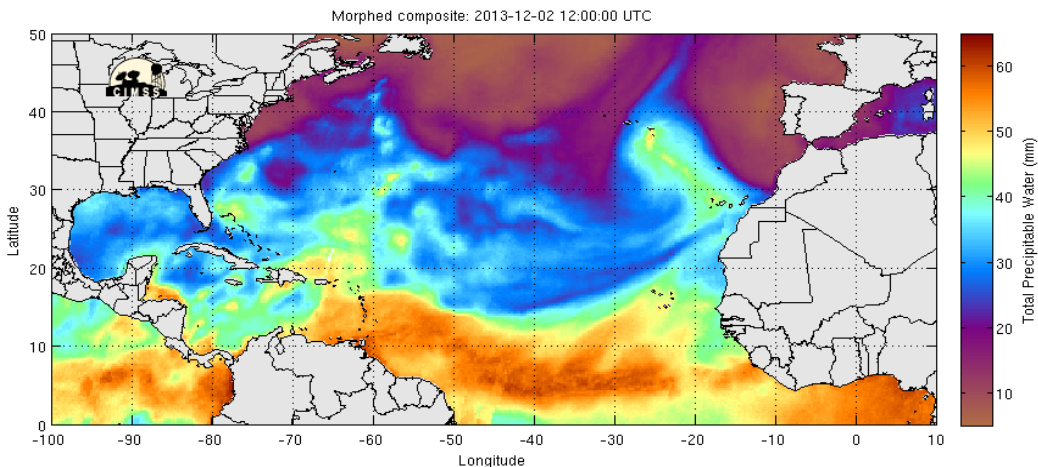 Morphed composite: 2013-12-02 12:00:00 UTC
50
40
30
20
10
0
Latitude
CIMSS
-100 -90 -80 -70 -60 -50 -40 -30 -20 -10 0 10
Longitude
60
50
40
30
20
10
Total Precipitable Water (mm)